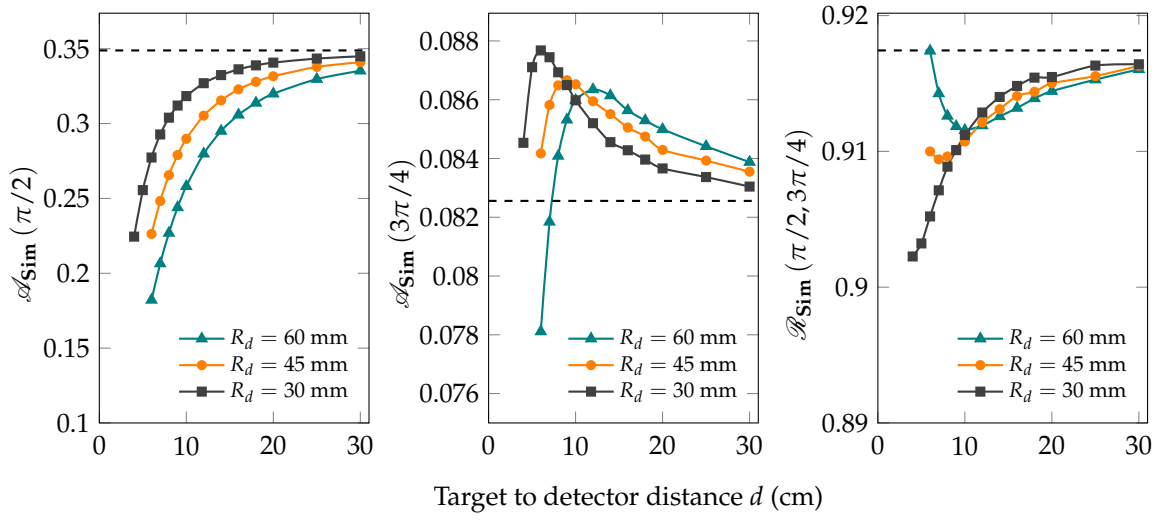 𝒜Sim (π/2)
0.35
0.3
0.25
0.2
0.15
0.1
0 10 20 30
R_d = 60 mm
R_d = 45 mm
R_d = 30 mm
𝒜Sim (3π/4)
0.088
0.086
0.084
0.082
0.08
0.078
0.076
0 10 20 30
R_d = 60 mm
R_d = 45 mm
R_d = 30 mm
ℛSim (π/2, 3π/4)
0.92
0.91
0.9
0.89
0 10 20 30
R_d = 60 mm
R_d = 45 mm
R_d = 30 mm
Target to detector distance d (cm)